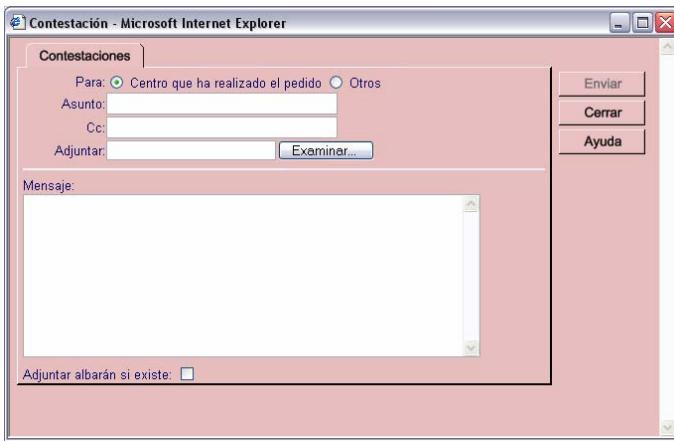 Contestación - Microsoft Internet Explorer
Contestaciones
Para: Centro que ha realizado el pedido Otros
Asunto:
Cc:
Adjuntar: Examinar...
Enviar
Cerrar
Ayuda
Mensaje:
Adjuntar albarán si existe: